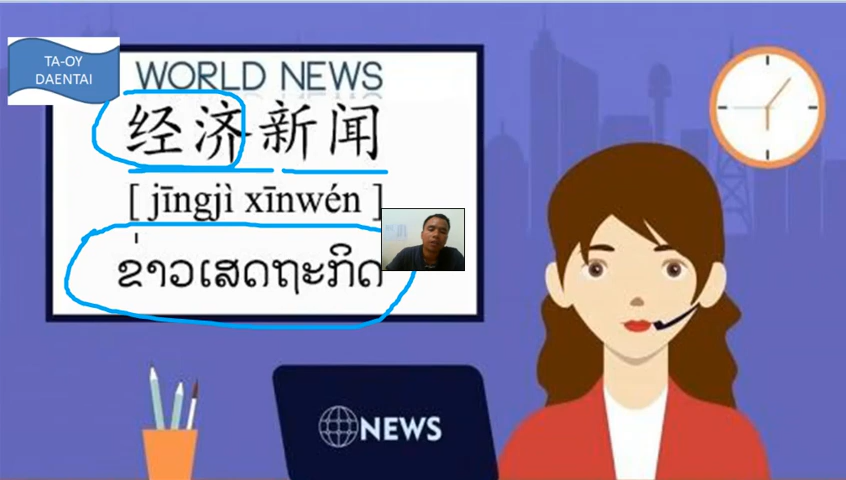 TA-OY
DAENTAI
WORLD NEWS
经济新闻
[ jīngjì xīnwén ]
ຂ່າວເສດຖະກິດ
NEWS